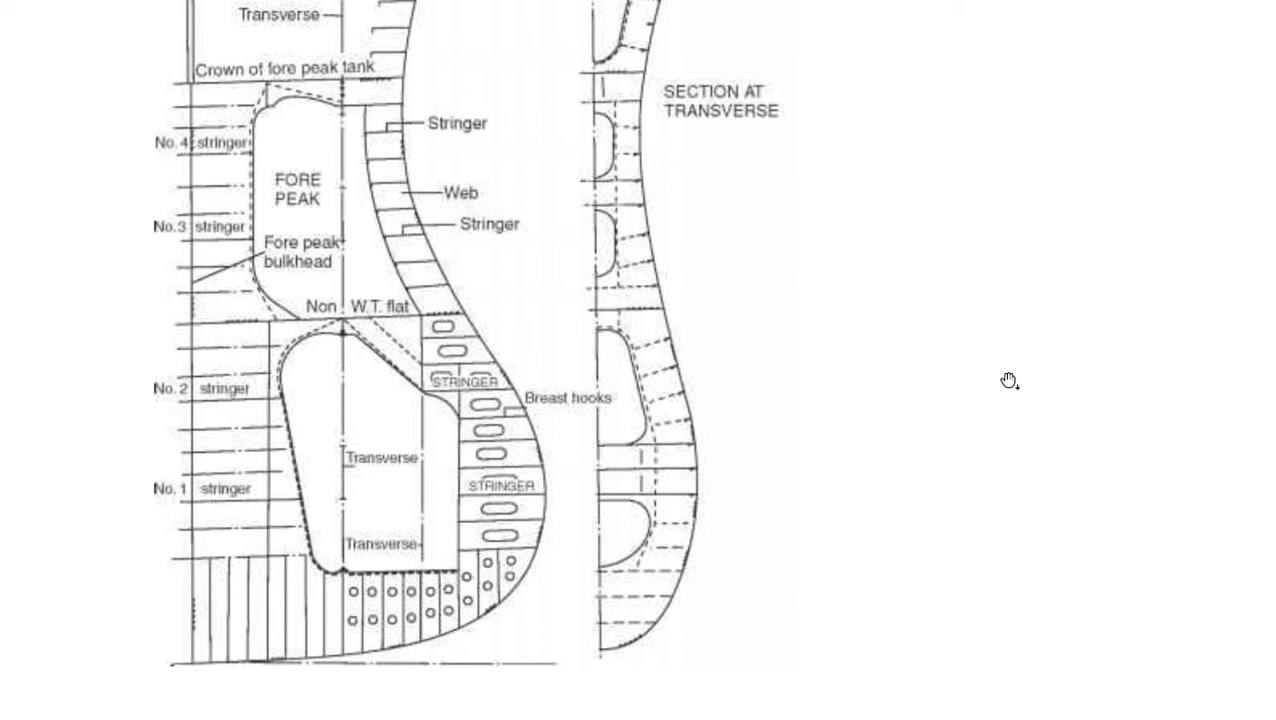 Transverse
Crown of fore peak tank
SECTION AT
TRANSVERSE
Stringer
No. 4 stringer
FORE
PEAK
Web
Stringer
No.3 stringer
Fore peak
bulkhead
Non W.T. flat
STRINGER
No. 2 stringer
Breast hooks
Transverse
STRINGER
No. 1 stringer
Transverse